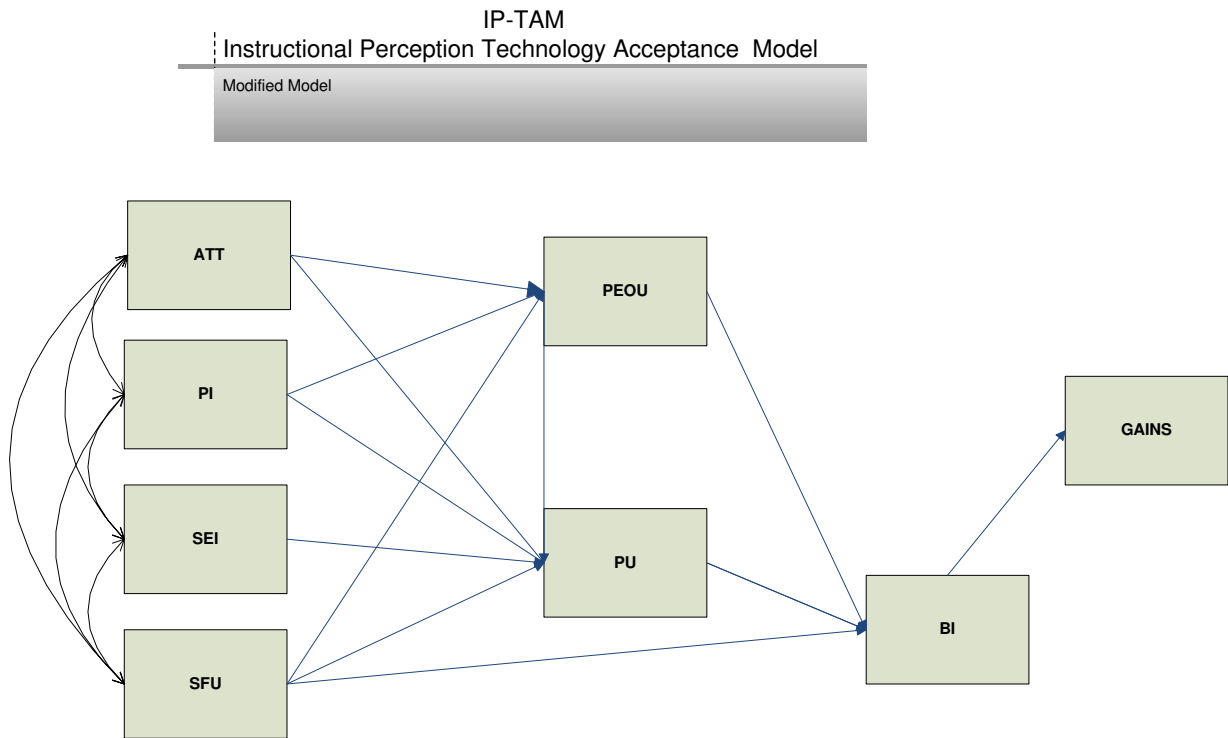 IP-TAM
Instructional Perception Technology Acceptance Model
Modified Model
ATT
PEOU
PI
GAINS
SEI
PU
BI
SFU